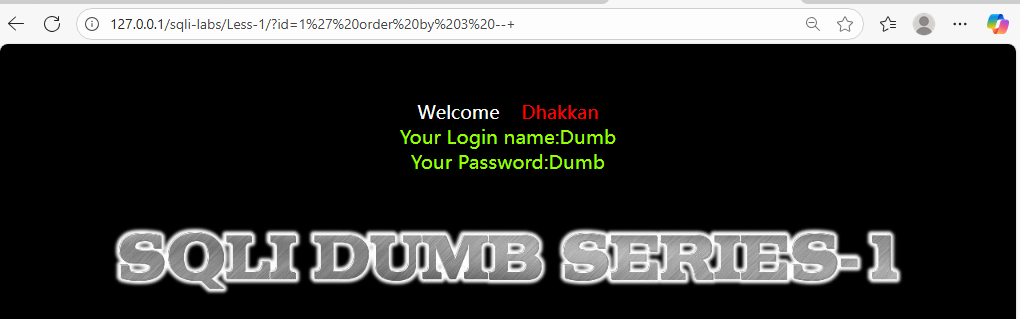 127.0.0.1/sqli-labs/Less-1/?id=1%27%20order%20by%203%20--+
Welcome Dhakkan
Your Login name:Dumb
Your Password:Dumb
SQLI DUMB SERIES-1